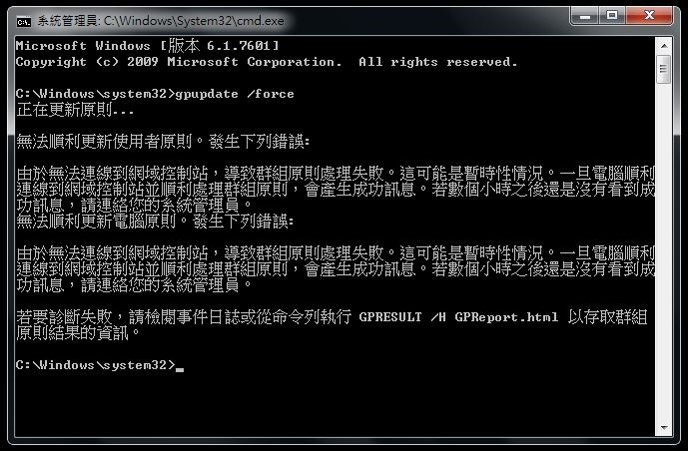 系統管理員: C:\Windows\System32\cmd.exe
Microsoft Windows [版本 6.1.7601]
Copyright (c) 2009 Microsoft Corporation.  All rights reserved.
C:\Windows\system32>gpupdate /force
正在更新原則...
無法順利更新使用者原則。發生下列錯誤:
由於無法連線到網域控制站，導致群組原則處理失敗。這可能是暫時性情況。一旦電腦順利
連線到網域控制站並順利處理群組原則，會產生成功訊息。若數個小時之後還是沒有看到成
功訊息，請連絡您的系統管理員。
無法順利更新電腦原則。發生下列錯誤:
由於無法連線到網域控制站，導致群組原則處理失敗。這可能是暫時性情況。一旦電腦順利
連線到網域控制站並順利處理群組原則，會產生成功訊息。若數個小時之後還是沒有看到成
功訊息，請連絡您的系統管理員。
若要診斷失敗，請檢閱事件日誌或從命令列執行 GPRESULT /H GPReport.html 以存取群組
原則結果的資訊。
C:\Windows\system32>_